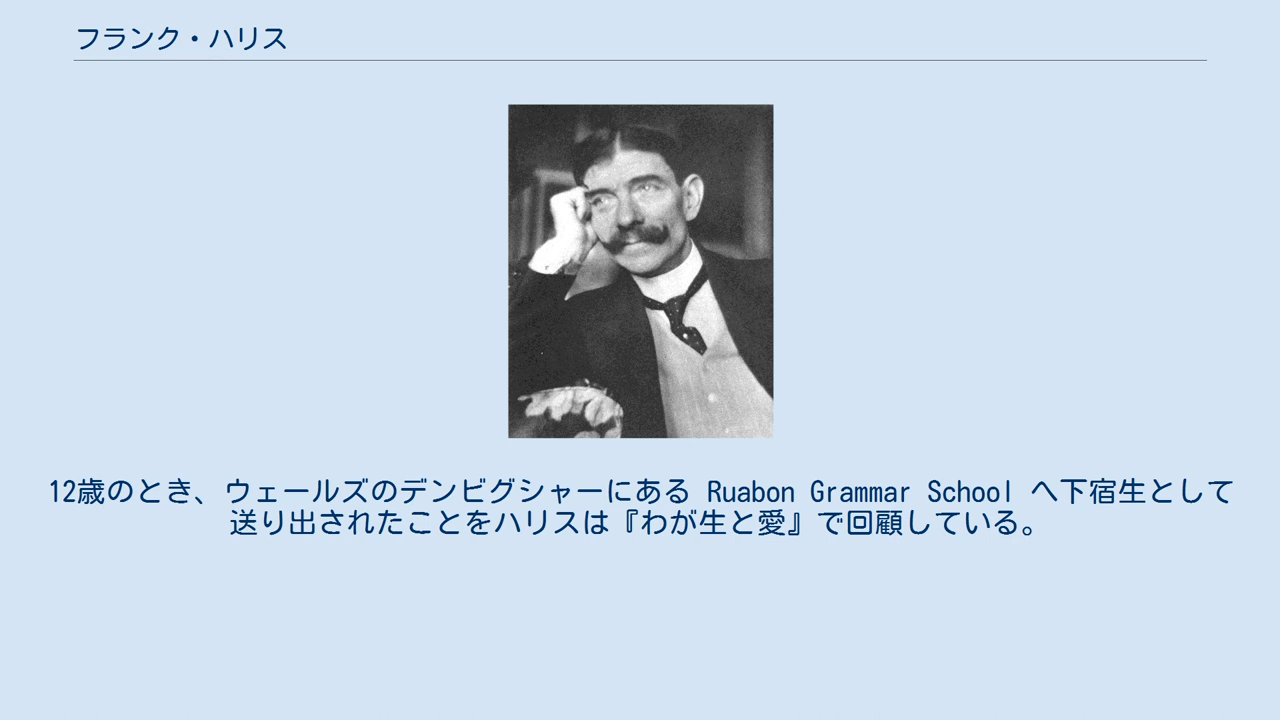 フランク・ハリス
12歳のとき、ウェールズのデンビグシャーにある Ruabon Grammar School へ下宿生として
送り出されたことをハリスは『わが生と愛』で回顧している。